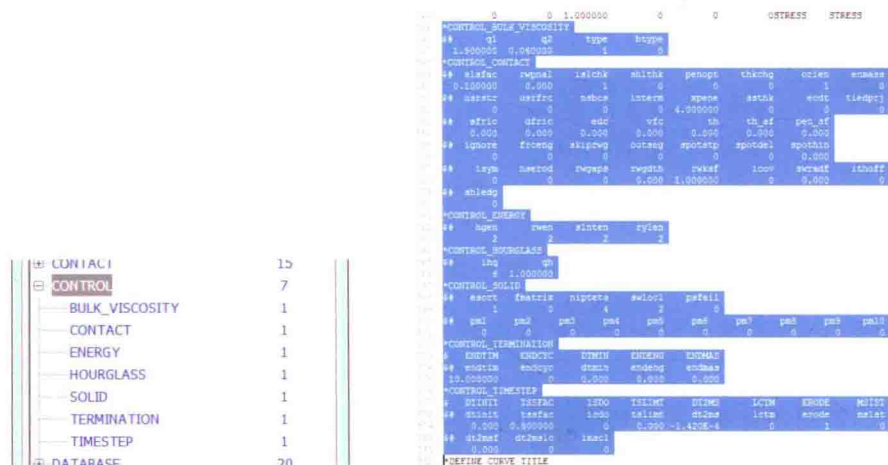 CONTACT 15
CONTROL 7
BULK_VISCOSITY 1
CONTACT 1
ENERGY 1
HOURGLASS 1
SOLID 1
TERMINATION 1
TIMESTEP 1
DATABASE 20
0 0 1.000000 0 0 0STRESS STRESS
*CONTROL_BULK_VISCOSITY
q1 q2 type btype
1.500000 0.060000 1 0
*CONTROL_CONTACT
slsfac rwpnal islchk shlthk penopt thkchg orien enmass
0.100000 0.000 1 0 0 0 1 0
usrstr usrfrc nsbcs interm xpene ssthk ecdt tiedprj
0 0 0 0 4.000000 0 0 0
sfric dfric edc vfc th th_sf pen_sf
0.000 0.000 0.000 0.000 0.000 0.000 0.000
ignore frceng skiprwg outseg spotstp spotdel spothin
0 0 0 0 0 0 0.000
isym nserod rwgaps rwgdth rwksf icov swradf ithoff
0 0 0 0.000 1.000000 0 0.000 0
shledg
0
*CONTROL_ENERGY
hgen rwen slnten rylen
2 2 2 2
*CONTROL_HOURGLASS
ihq qh
6 1.000000
*CONTROL_SOLID
esort fmatrix niptets swlocl psfail
1 0 4 2 0
pm1 pm2 pm3 pm4 pm5 pm6 pm7 pm8 pm9 pm10
0 0 0 0 0 0 0 0 0 0
*CONTROL_TERMINATION
ENDTIM ENDCYC DTMIN ENDENG ENDMAS
endtim endcyc dtmin endeng endmas
10.000000 0 0.000 0.000 0.000
*CONTROL_TIMESTEP
DTINIT TSSFAC ISDO TSLIMT DT2MS LCTM ERODE MS1ST
dtinit tssfac isdo tslimt dt2ms lctm erode ms1st
0.000 0.800000 0 0.000 -1.420E-4 0 1 0
dt2msf dt2mslc imscl
0.000 0 0
*DEFINE_CURVE_TITLE